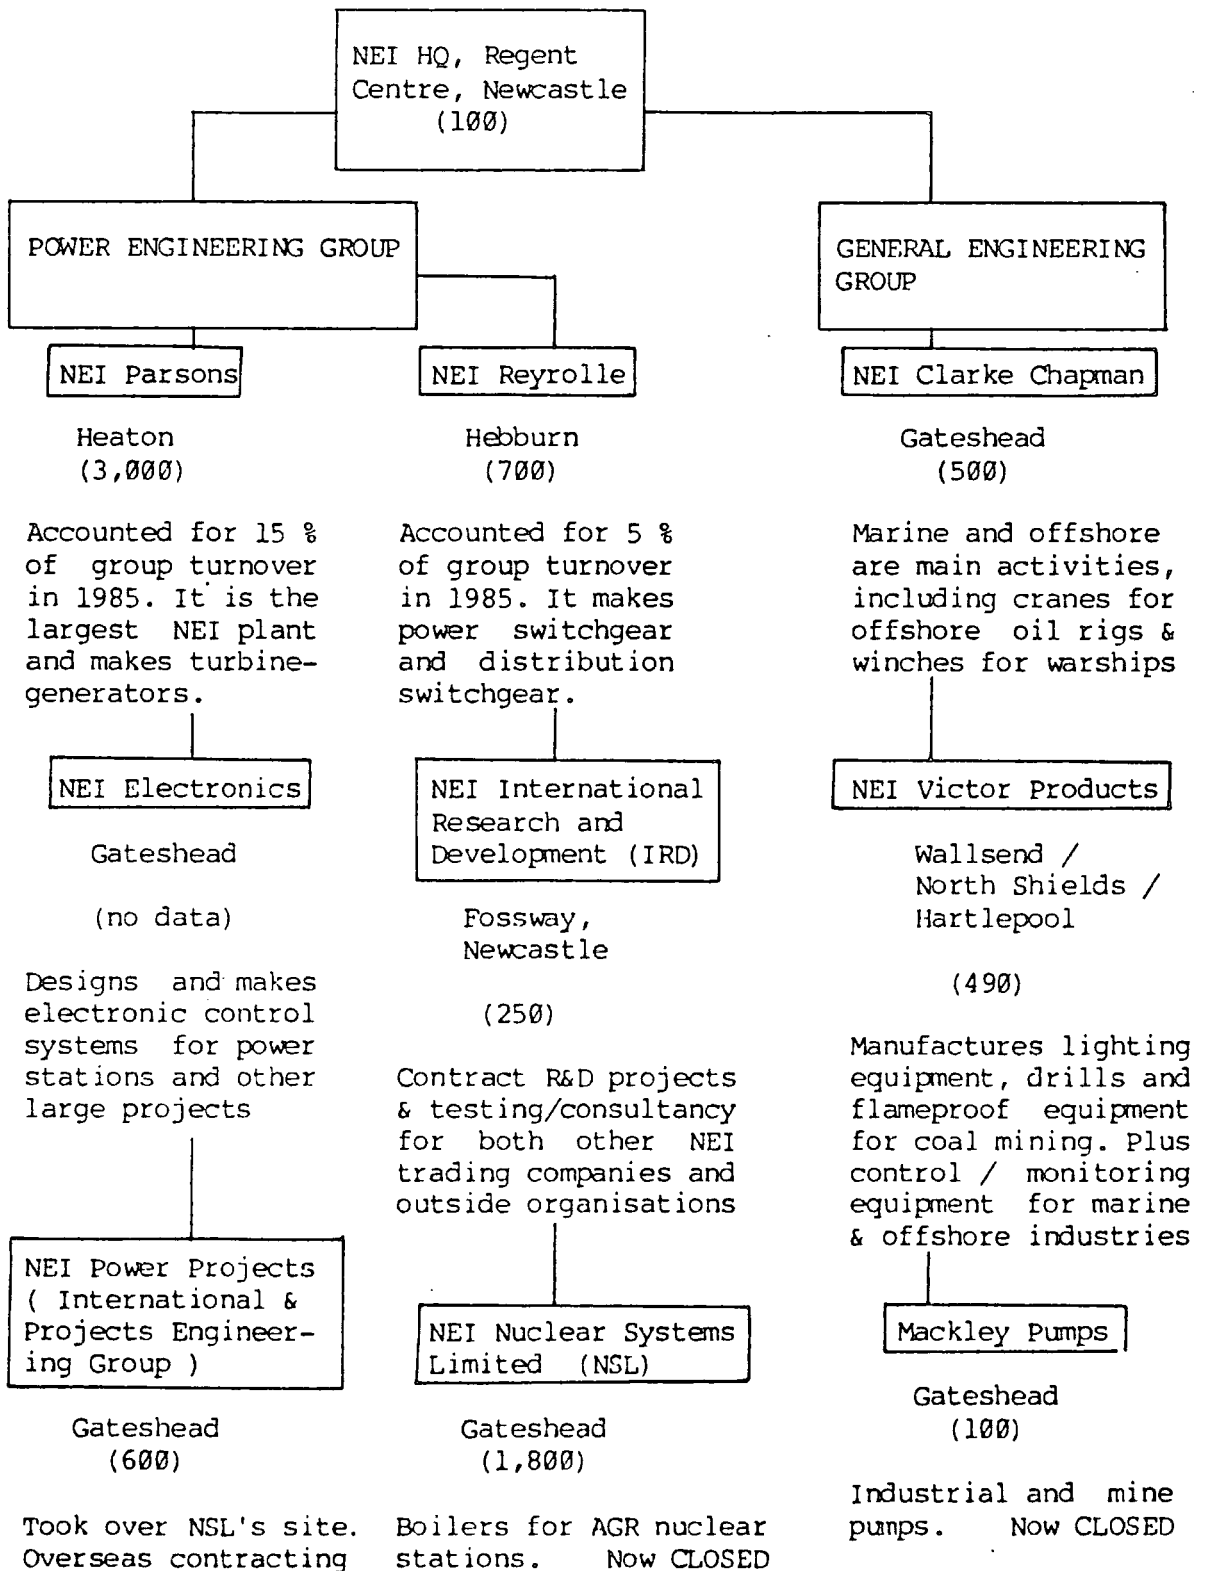 NEI HQ, Regent
Centre, Newcastle
(100)
POWER ENGINEERING GROUP
GENERAL ENGINEERING
GROUP
NEI Parsons
Heaton
(3,000)
Accounted for 15 %
of group turnover
in 1985. It is the
largest NEI plant
and makes turbine-
generators.
NEI Electronics
Gateshead
(no data)
Designs and makes
electronic control
systems for power
stations and other
large projects
NEI Power Projects
( International &
Projects Engineer-
ing Group )
Gateshead
(600)
Took over NSL's site.
Overseas contracting
NEI Reyrolle
Hebburn
(700)
Accounted for 5 %
of group turnover
in 1985. It makes
power switchgear
and distribution
switchgear.
NEI International
Research and
Development (IRD)
Fossway,
Newcastle
(250)
Contract R&D projects
& testing/consultancy
for both other NEI
trading companies and
outside organisations
NEI Nuclear Systems
Limited (NSL)
Gateshead
(1,800)
Boilers for AGR nuclear
stations. Now CLOSED
NEI Clarke Chapman
Gateshead
(500)
Marine and offshore
are main activities,
including cranes for
offshore oil rigs &
winches for warships
NEI Victor Products
Wallsend /
North Shields /
Hartlepool
(490)
Manufactures lighting
equipment, drills and
flameproof equipment
for coal mining. Plus
control / monitoring
equipment for marine
& offshore industries
Mackley Pumps
Gateshead
(100)
Industrial and mine
pumps. Now CLOSED